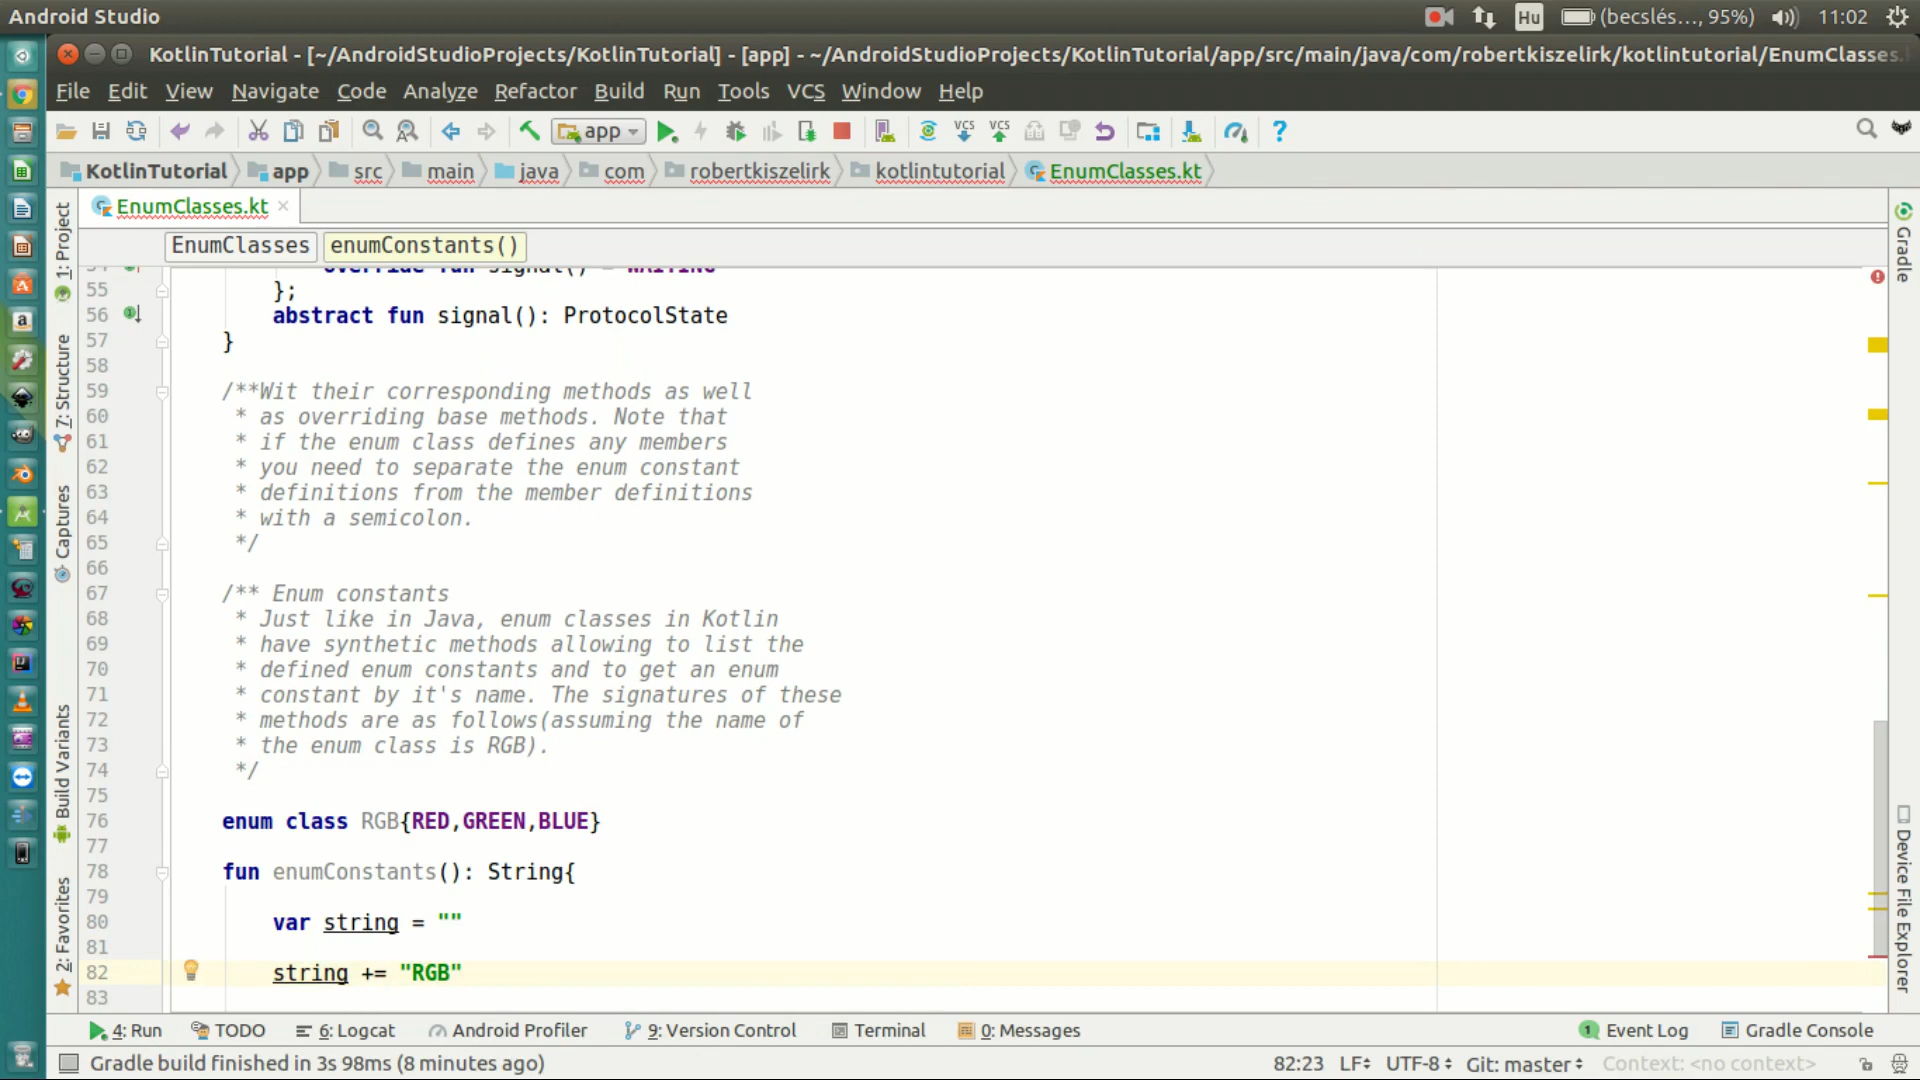 Android Studio
Hu (becslés..., 95%) 11:02
KotlinTutorial - [~/AndroidStudioProjects/KotlinTutorial] - [app] - ~/AndroidStudioProjects/KotlinTutorial/app/src/main/java/com/robertkiszelirk/kotlintutorial/EnumClasses.
File Edit View Navigate Code Analyze Refactor Build Run Tools VCS Window Help
app VCS VCS ?
KotlinTutorial app src main java com robertkiszelirk kotlintutorial EnumClasses.kt
EnumClasses.kt
EnumClasses enumConstants()
override fun signal() = WAITING
55 };
56 abstract fun signal(): ProtocolState
57 }
58
59 /**Wit their corresponding methods as well
60 * as overriding base methods. Note that
61 * if the enum class defines any members
62 * you need to separate the enum constant
63 * definitions from the member definitions
64 * with a semicolon.
65 */
66
67 /** Enum constants
68 * Just like in Java, enum classes in Kotlin
69 * have synthetic methods allowing to list the
70 * defined enum constants and to get an enum
71 * constant by it's name. The signatures of these
72 * methods are as follows(assuming the name of
73 * the enum class is RGB).
74 */
75
76 enum class RGB{RED,GREEN,BLUE}
77
78 fun enumConstants(): String{
79
80 var string = ""
81
82 string += "RGB"
83
1: Project
7: Structure
Captures
Build Variants
2: Favorites
Gradle
Device File Explorer
4: Run TODO 6: Logcat Android Profiler 9: Version Control Terminal 0: Messages 1 Event Log Gradle Console
Gradle build finished in 3s 98ms (8 minutes ago) 82:23 LF UTF-8 Git: master Context: <no context>